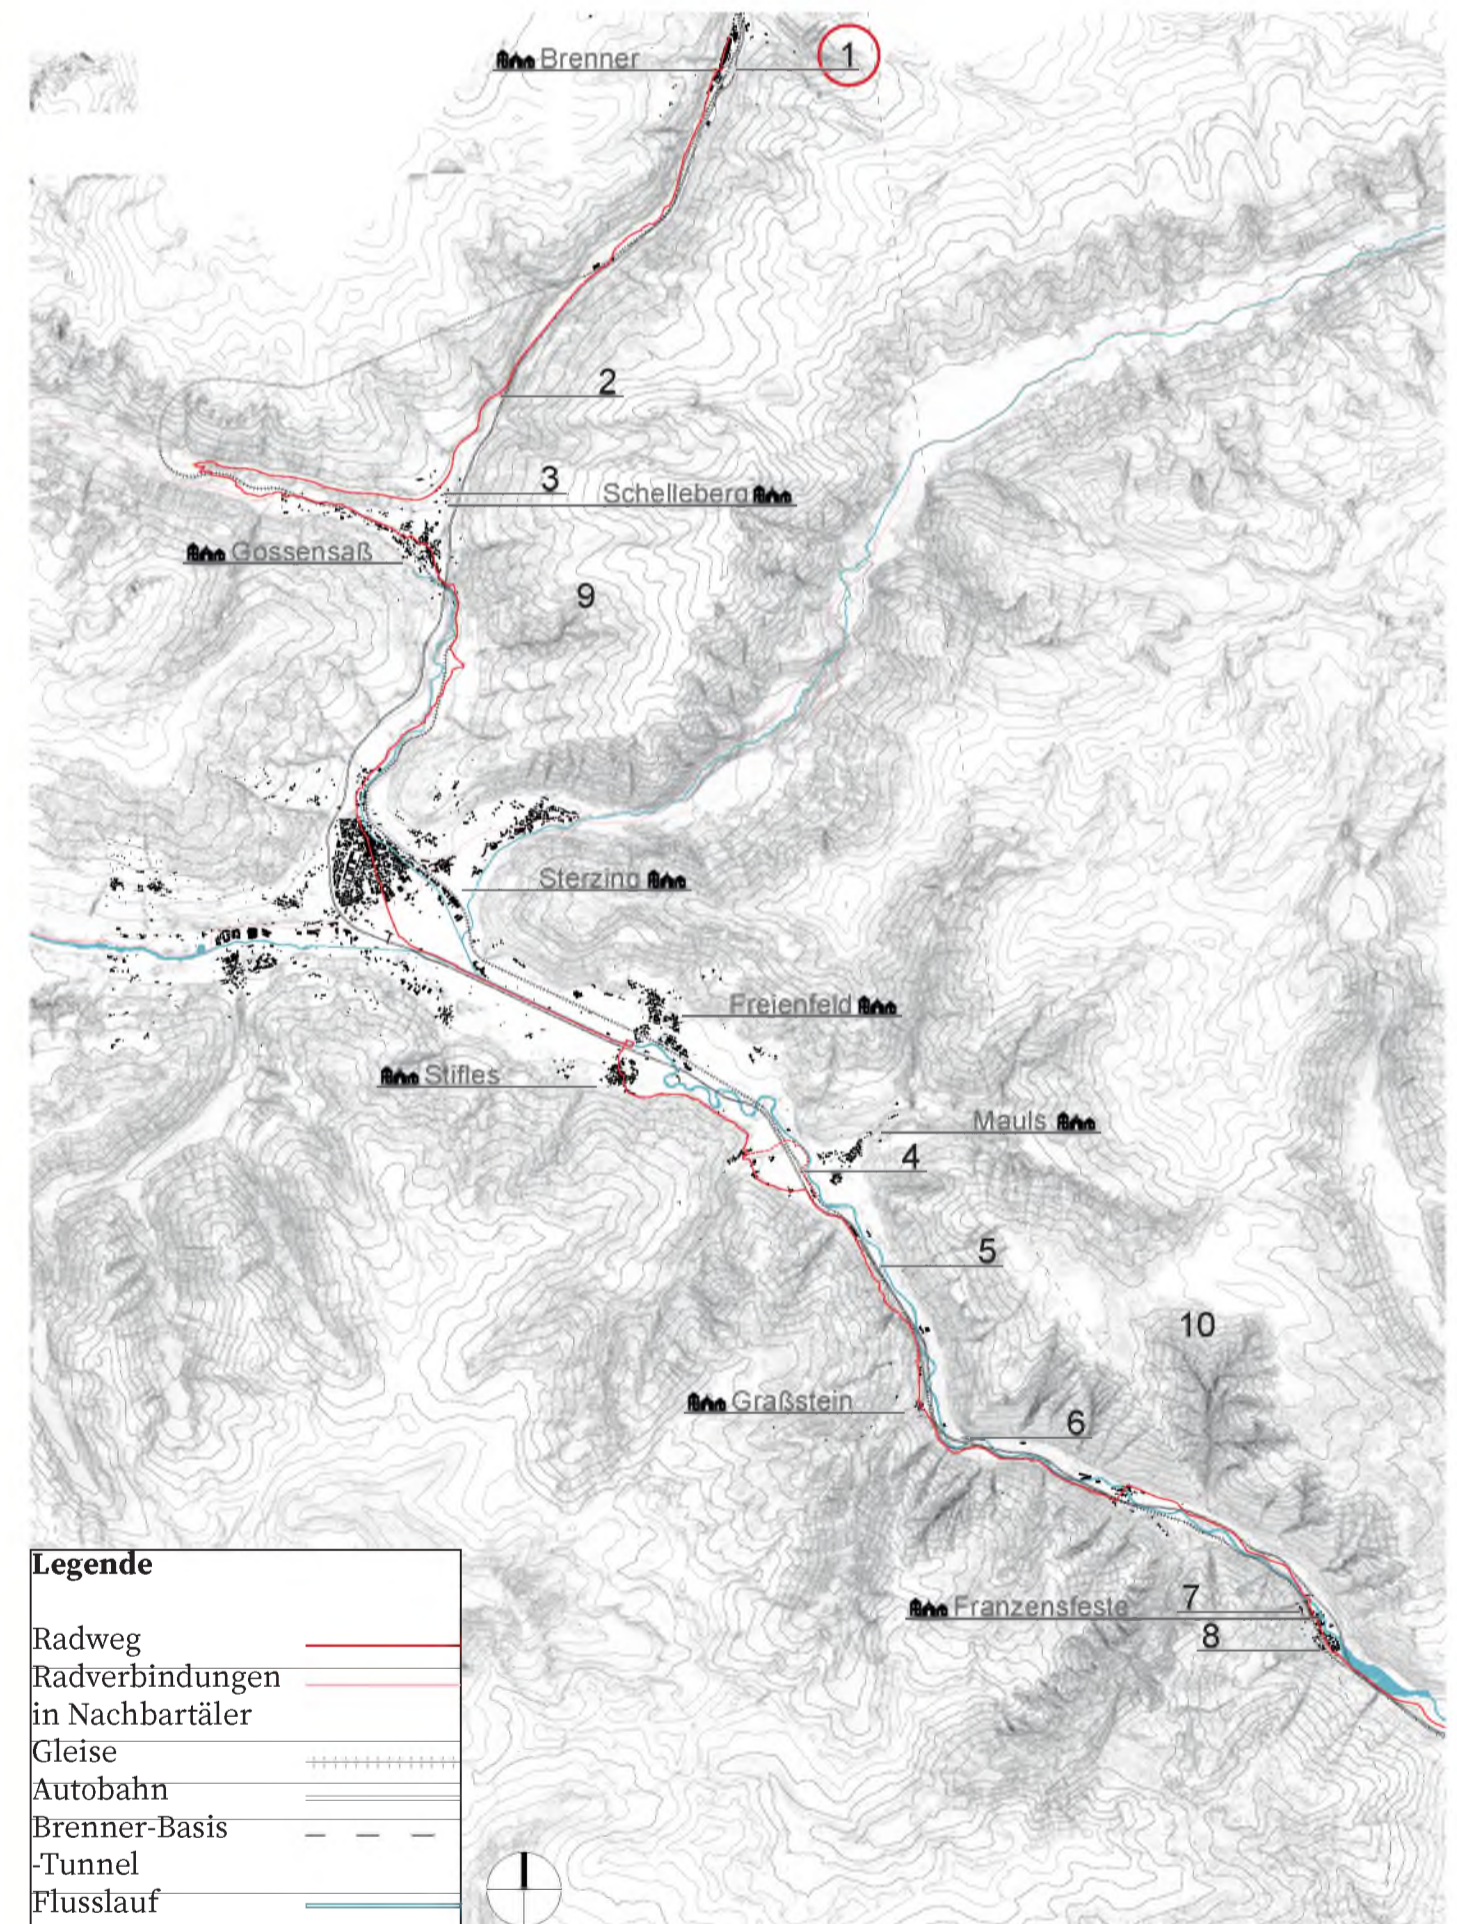 Brenner
1
2
3
Schelleberg
Gossensaß
9
Sterzing
Freienfeld
Stifles
Mauls
4
5
10
Graßstein
6
Franzensfeste
7
8
Legende
Radweg
Radverbindungen
in Nachbartäler
Gleise
Autobahn
Brenner-Basis
-Tunnel
Flusslauf